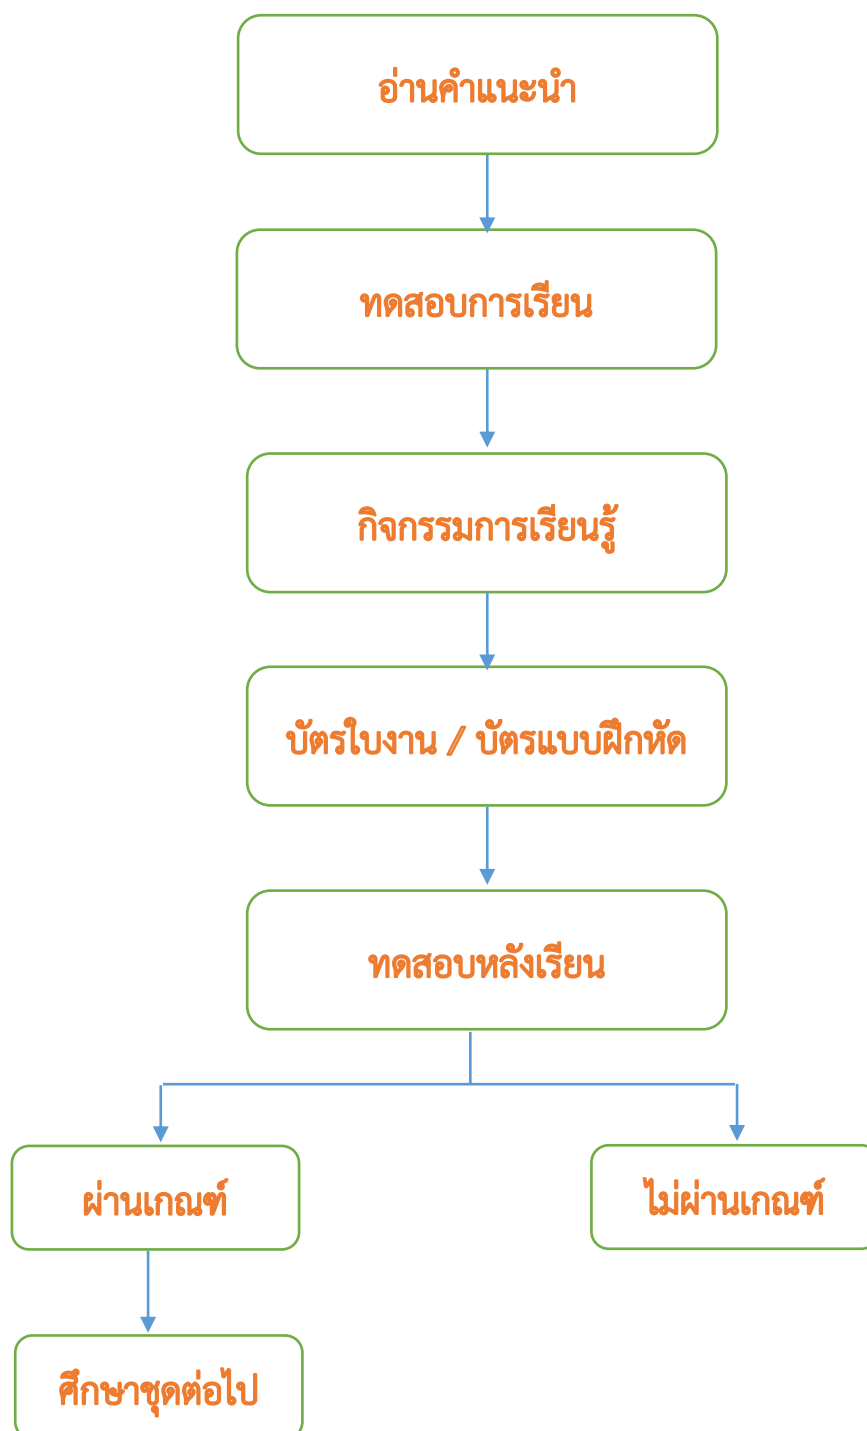 อ่านคำแนะนำ
ทดสอบการเรียน
กิจกรรมการเรียนรู้
บัตรใบงาน / บัตรแบบฝึกหัด
ทดสอบหลังเรียน
ผ่านเกณฑ์
ไม่ผ่านเกณฑ์
ศึกษาชุดต่อไป